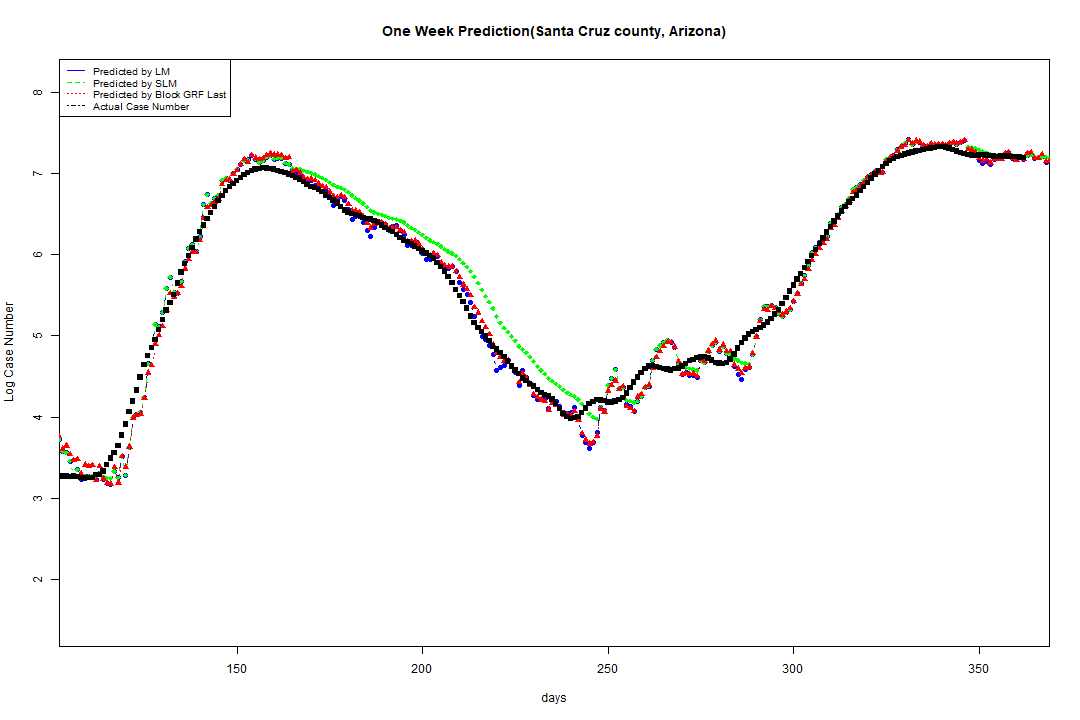 One Week Prediction(Santa Cruz county, Arizona)
Predicted by LM
Predicted by SLM
Predicted by Block GRF Last
Actual Case Number
8
7
6
5
4
3
2
Log Case Number
150
200
250
300
350
days